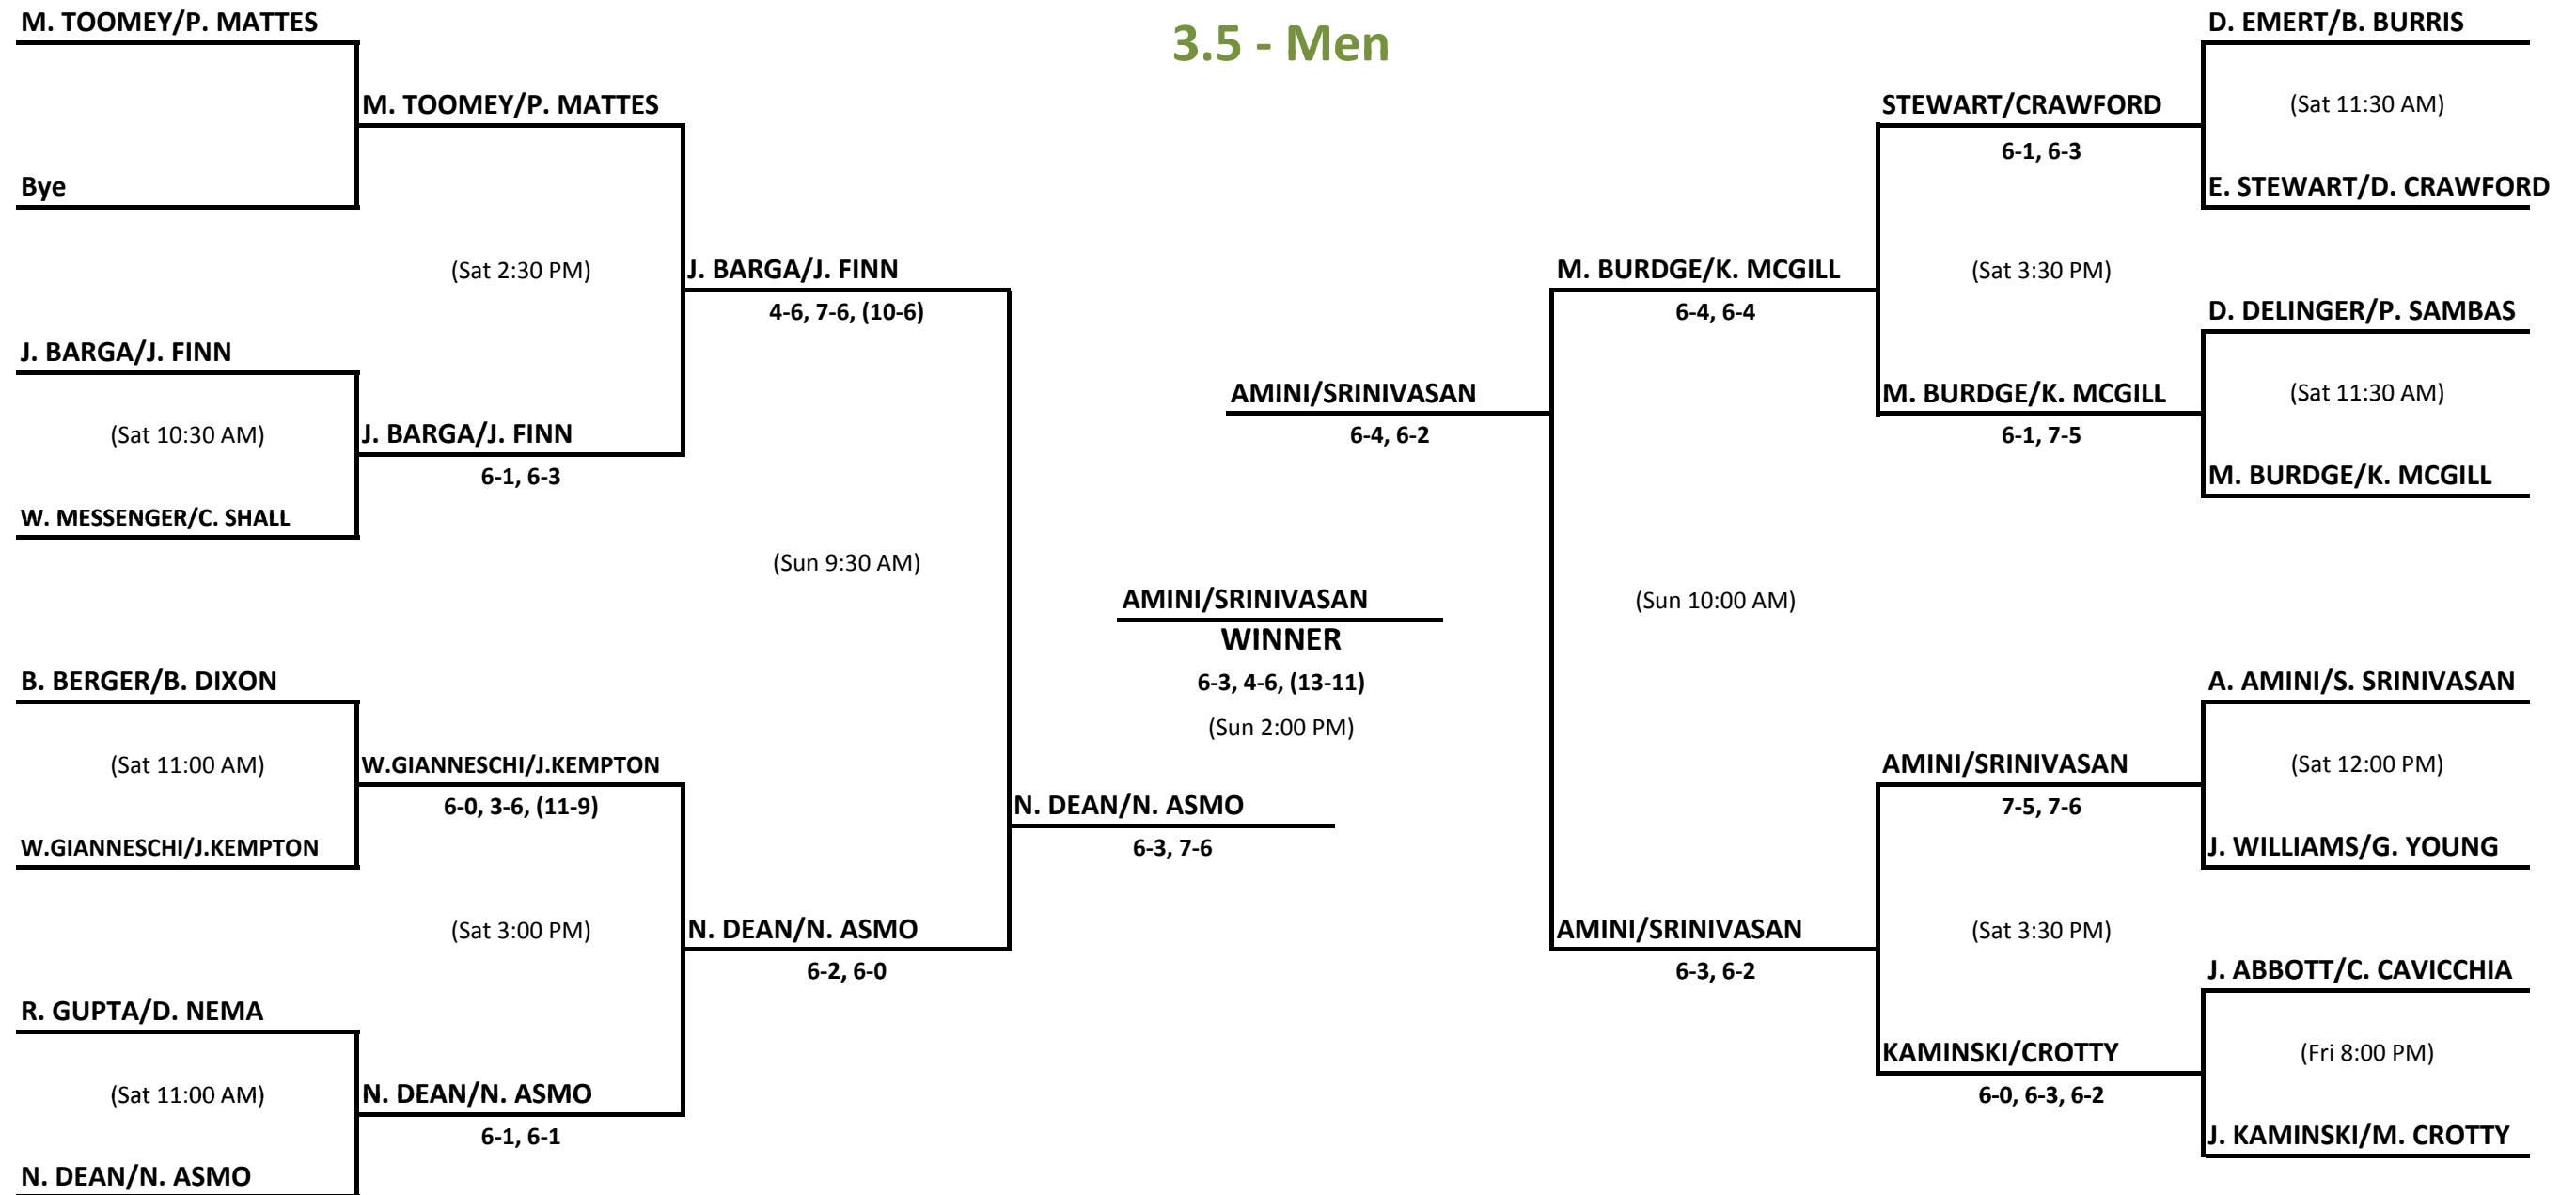 3.5 - Men
M. TOOMEY/P. MATTES
Bye
J. BARGA/J. FINN
(Sat 10:30 AM)
W. MESSENGER/C. SHALL
B. BERGER/B. DIXON
(Sat 11:00 AM)
W.GIANNESCHI/J.KEMPTON
R. GUPTA/D. NEMA
(Sat 11:00 AM)
N. DEAN/N. ASMO
M. TOOMEY/P. MATTES
(Sat 2:30 PM)
J. BARGA/J. FINN
6-1, 6-3
W.GIANNESCHI/J.KEMPTON
6-0, 3-6, (11-9)
(Sat 3:00 PM)
N. DEAN/N. ASMO
6-1, 6-1
J. BARGA/J. FINN
4-6, 7-6, (10-6)
(Sun 9:30 AM)
N. DEAN/N. ASMO
6-2, 6-0
N. DEAN/N. ASMO
6-3, 7-6
AMINI/SRINIVASAN
WINNER
6-3, 4-6, (13-11)
(Sun 2:00 PM)
AMINI/SRINIVASAN
6-4, 6-2
M. BURDGE/K. MCGILL
6-4, 6-4
(Sun 10:00 AM)
AMINI/SRINIVASAN
6-3, 6-2
STEWART/CRAWFORD
6-1, 6-3
(Sat 3:30 PM)
M. BURDGE/K. MCGILL
6-1, 7-5
AMINI/SRINIVASAN
7-5, 7-6
(Sat 3:30 PM)
KAMINSKI/CROTTY
6-0, 6-3, 6-2
D. EMERT/B. BURRIS
(Sat 11:30 AM)
E. STEWART/D. CRAWFORD
D. DELINGER/P. SAMBAS
(Sat 11:30 AM)
M. BURDGE/K. MCGILL
A. AMINI/S. SRINIVASAN
(Sat 12:00 PM)
J. WILLIAMS/G. YOUNG
J. ABBOTT/C. CAVICCHIA
(Fri 8:00 PM)
J. KAMINSKI/M. CROTTY